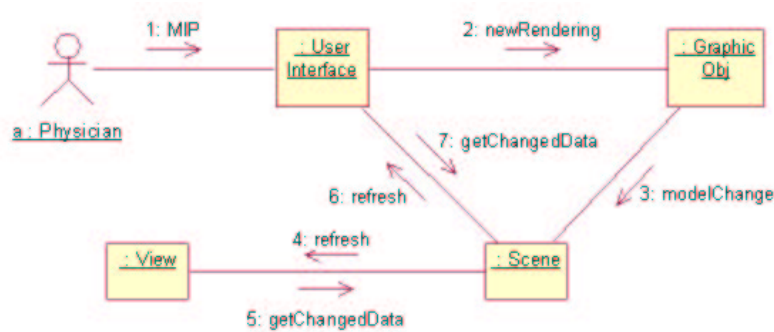 1: MIP
2: newRendering
: User
Interface
: Graphic
Obj
a : Physician
7: getChangedData
6: refresh
3: modelChange
4: refresh
: View
: Scene
5: getChangedData